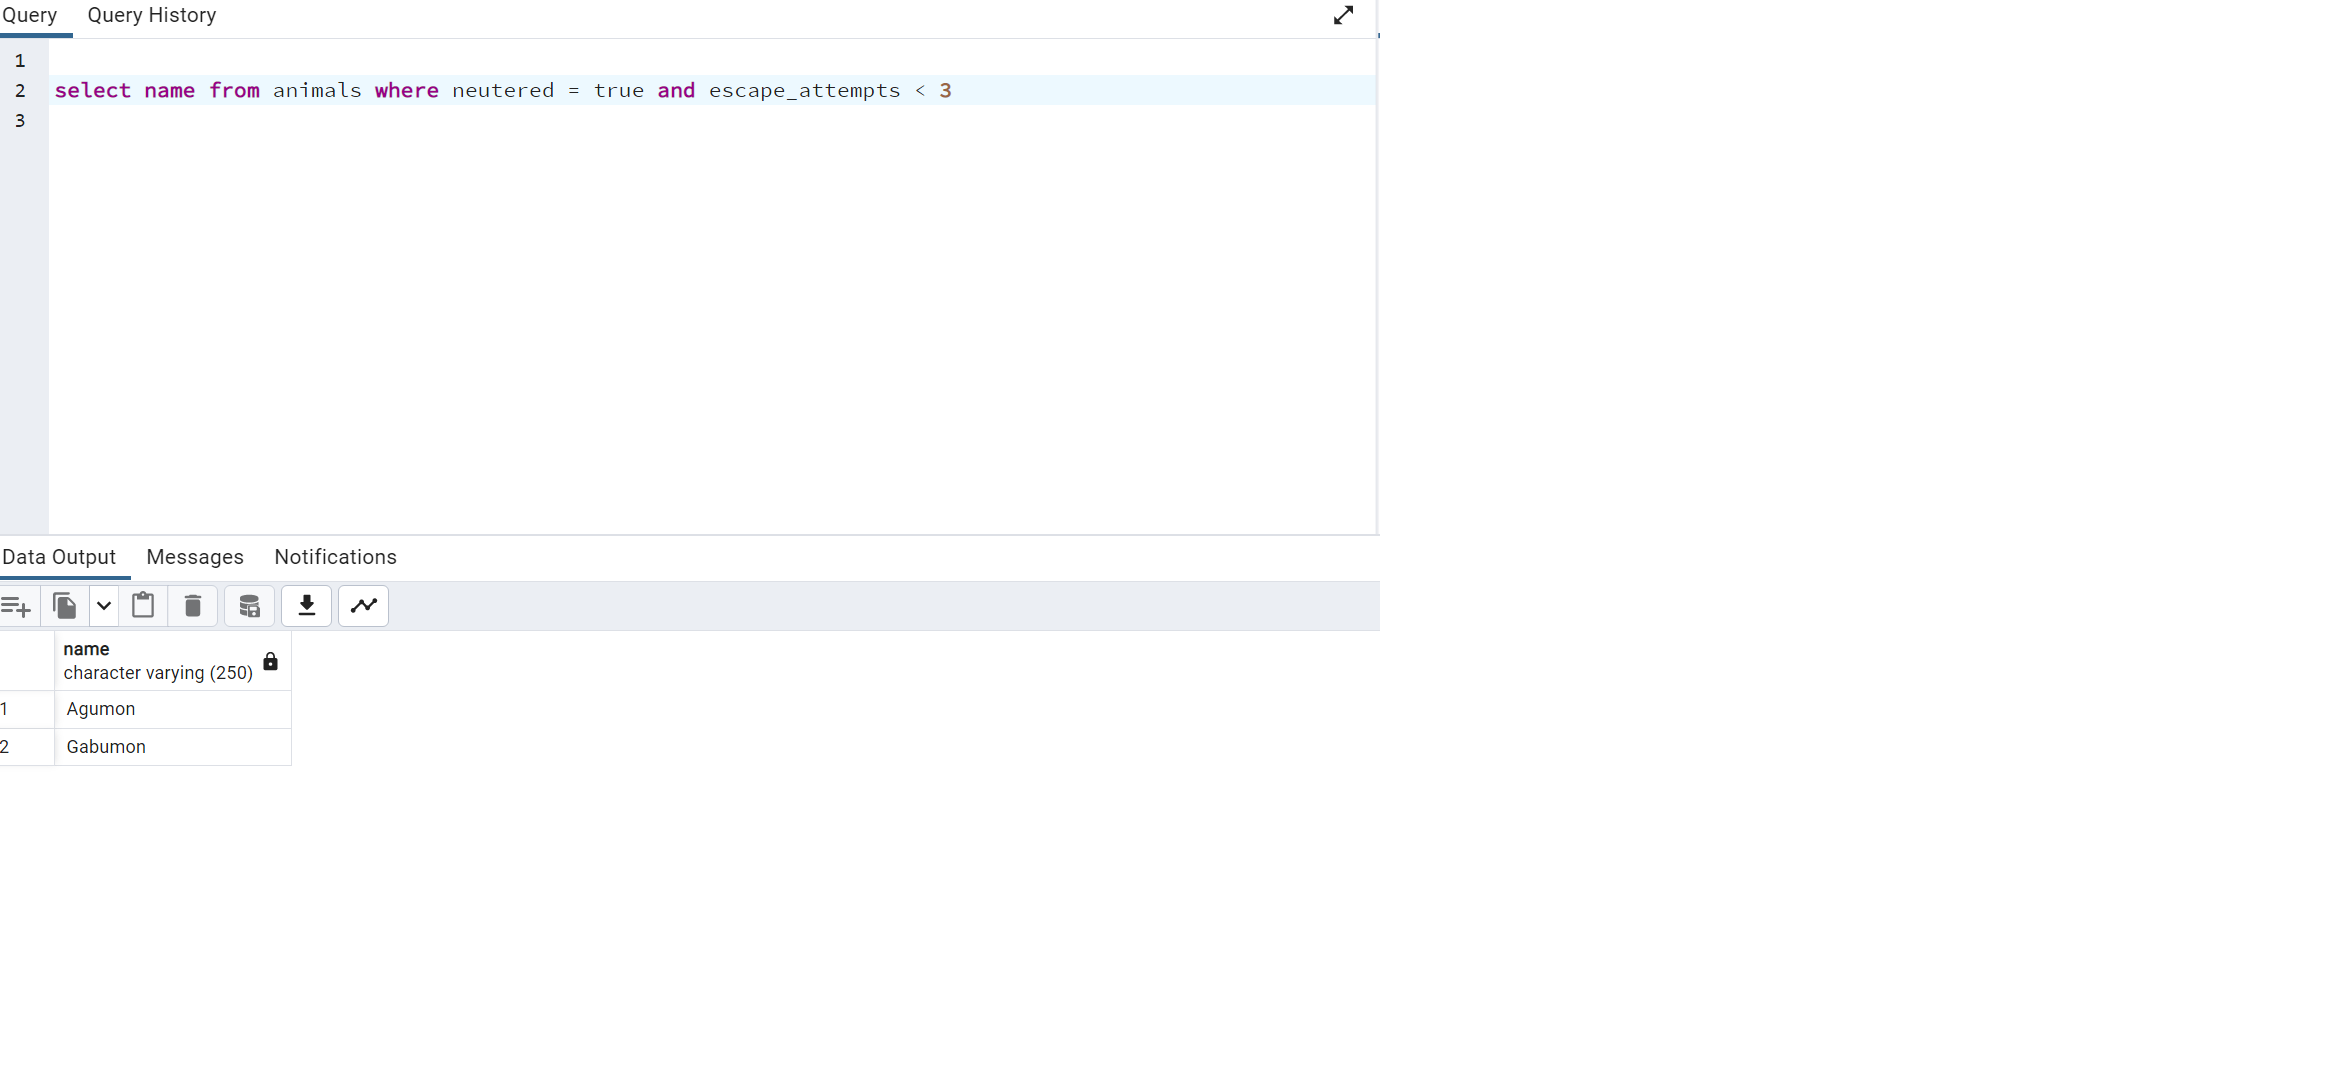 Query Query History
1
2 select name from animals where neutered = true and escape_attempts < 3
3
Data Output Messages Notifications
name
character varying (250)
1 Agumon
2 Gabumon